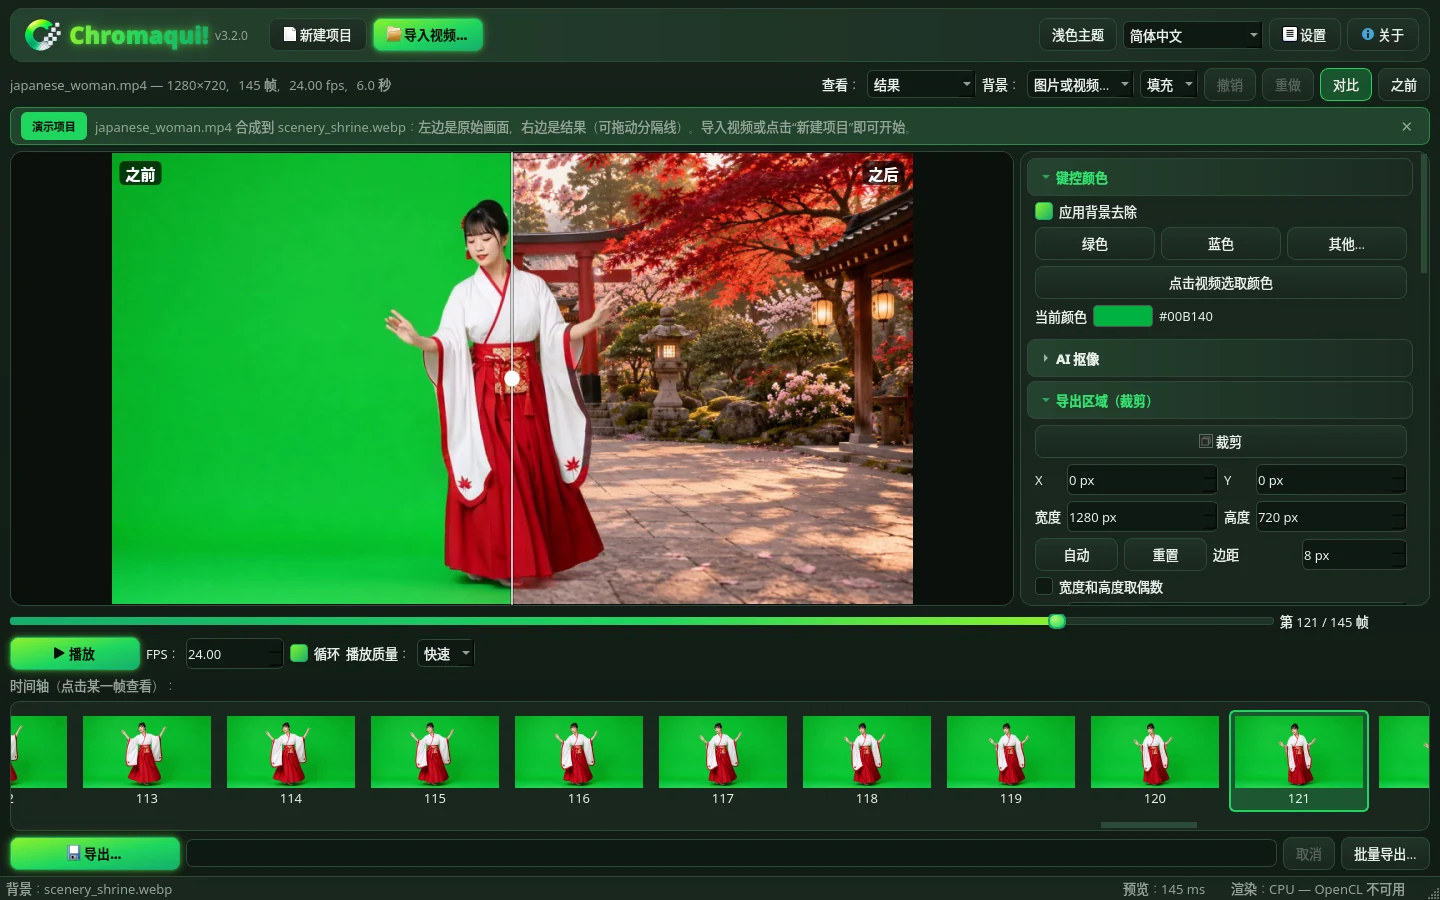 Chromaqui! v3.2.0 新建项目 导入视频... 浅色主题 简体中文 设置 关于
japanese_woman.mp4 — 1280×720, 145 帧, 24.00 fps, 6.0 秒 查看： 结果 背景： 图片或视频... 填充 撤销 重做 对比 之前
演示项目 japanese_woman.mp4 合成到 scenery_shrine.webp：左边是原始画面，右边是结果（可拖动分隔线）。导入视频或点击“新建项目”即可开始。
之前 之后
键控颜色
应用背景去除
绿色 蓝色 其他...
点击视频选取颜色
当前颜色 #00B140
AI 抠像
导出区域（裁剪）
裁剪
X 0 px Y 0 px
宽度 1280 px 高度 720 px
自动 重置 边距 8 px
宽度和高度取偶数
第 121 / 145 帧
播放 FPS： 24.00 循环 播放质量： 快速
时间轴（点击某一帧查看）：
2 113 114 115 116 117 118 119 120 121
导出... 取消 批量导出...
背景：scenery_shrine.webp 预览：145 ms 渲染：CPU — OpenCL 不可用